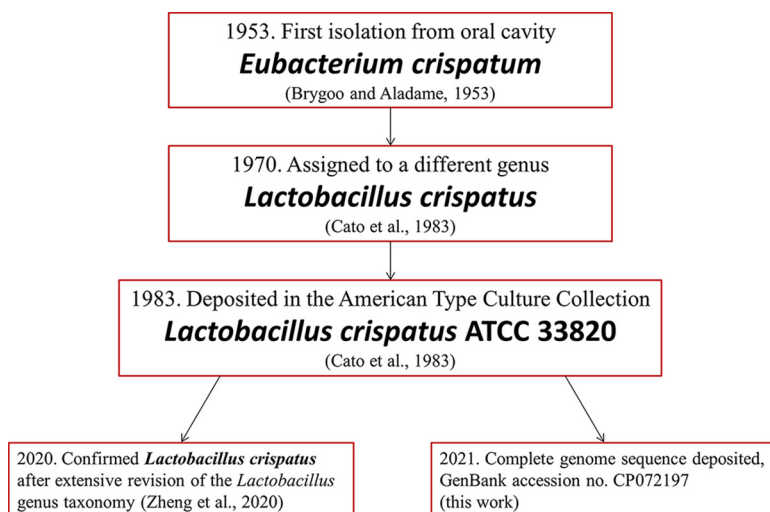 1953. First isolation from oral cavity
Eubacterium crispatum
(Brygoo and Aladame, 1953)
1970. Assigned to a different genus
Lactobacillus crispatus
(Cato et al., 1983)
1983. Deposited in the American Type Culture Collection
Lactobacillus crispatus ATCC 33820
(Cato et al., 1983)
2020. Confirmed Lactobacillus crispatus
after extensive revision of the Lactobacillus
genus taxonomy (Zheng et al., 2020)
2021. Complete genome sequence deposited,
GenBank accession no. CP072197
(this work)